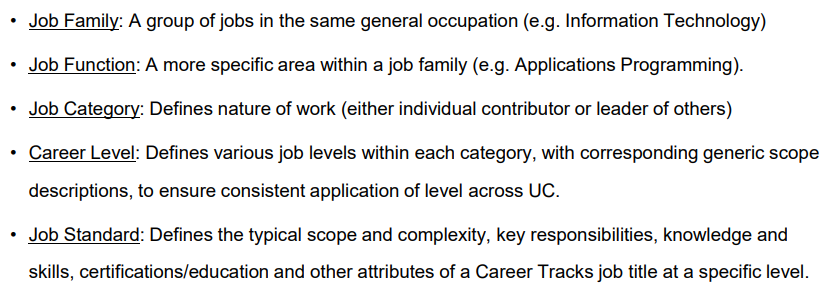 • Job Family: A group of jobs in the same general occupation (e.g. Information Technology)
• Job Function: A more specific area within a job family (e.g. Applications Programming).
• Job Category: Defines nature of work (either individual contributor or leader of others)
• Career Level: Defines various job levels within each category, with corresponding generic scope
descriptions, to ensure consistent application of level across UC.
• Job Standard: Defines the typical scope and complexity, key responsibilities, knowledge and
skills, certifications/education and other attributes of a Career Tracks job title at a specific level.